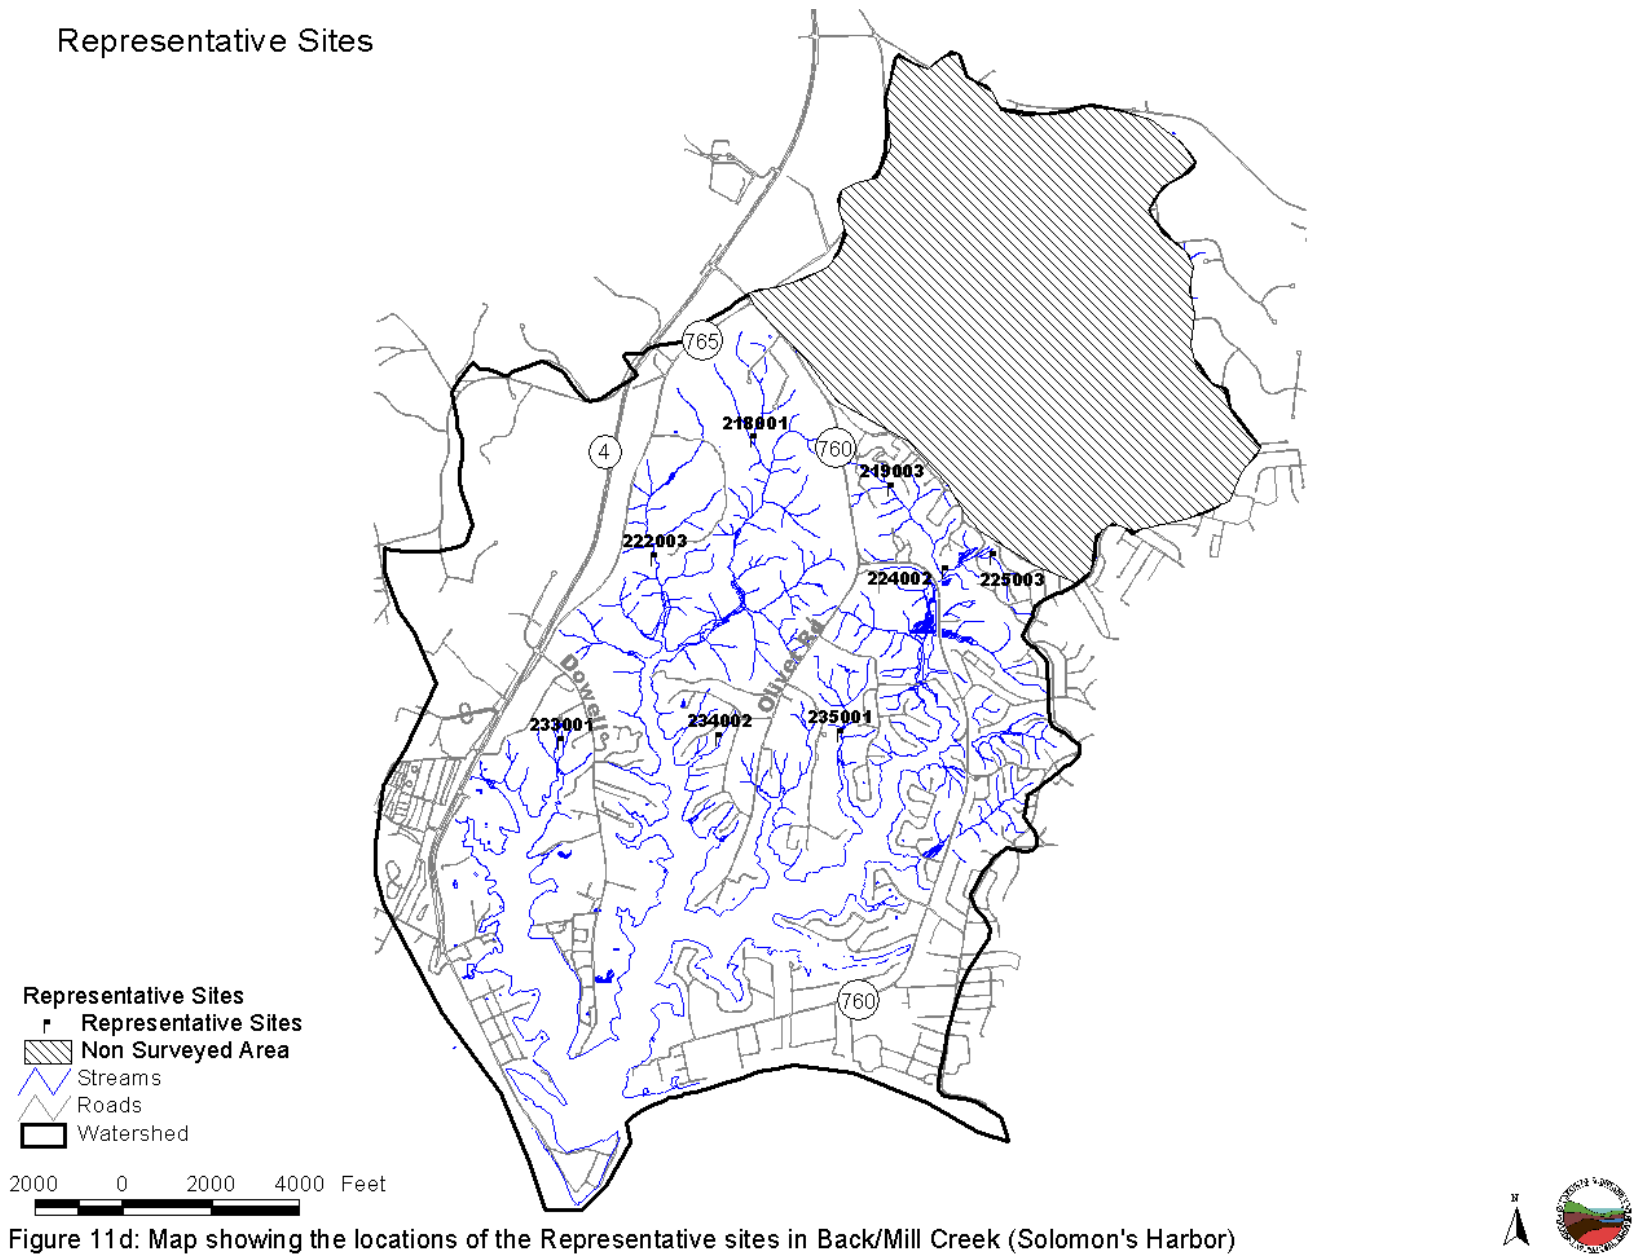 Representative Sites
765
218001
4
760
219003
222003
224002
225003
Olivet Rd
233001
234002
235001
760
Representative Sites
Representative Sites
Non Surveyed Area
Streams
Roads
Watershed
2000 0 2000 4000 Feet
N
Figure 11d: Map showing the locations of the Representative sites in Back/Mill Creek (Solomon's Harbor)